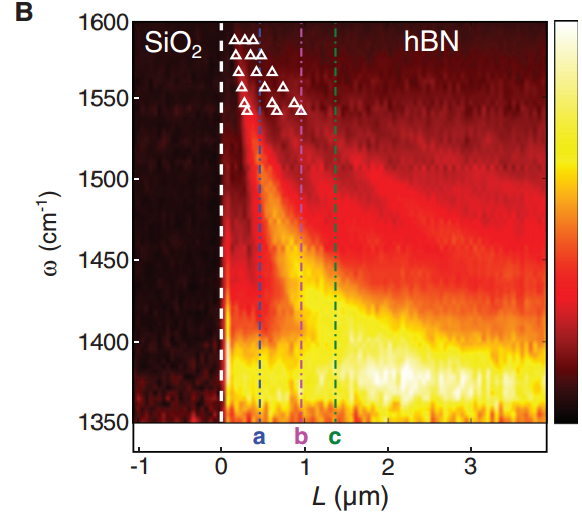 B
1600
SiO₂
hBN
1550
1500
ω (cm⁻¹)
1450
1400
1350
a b c
-1 0 1 2 3
L (μm)